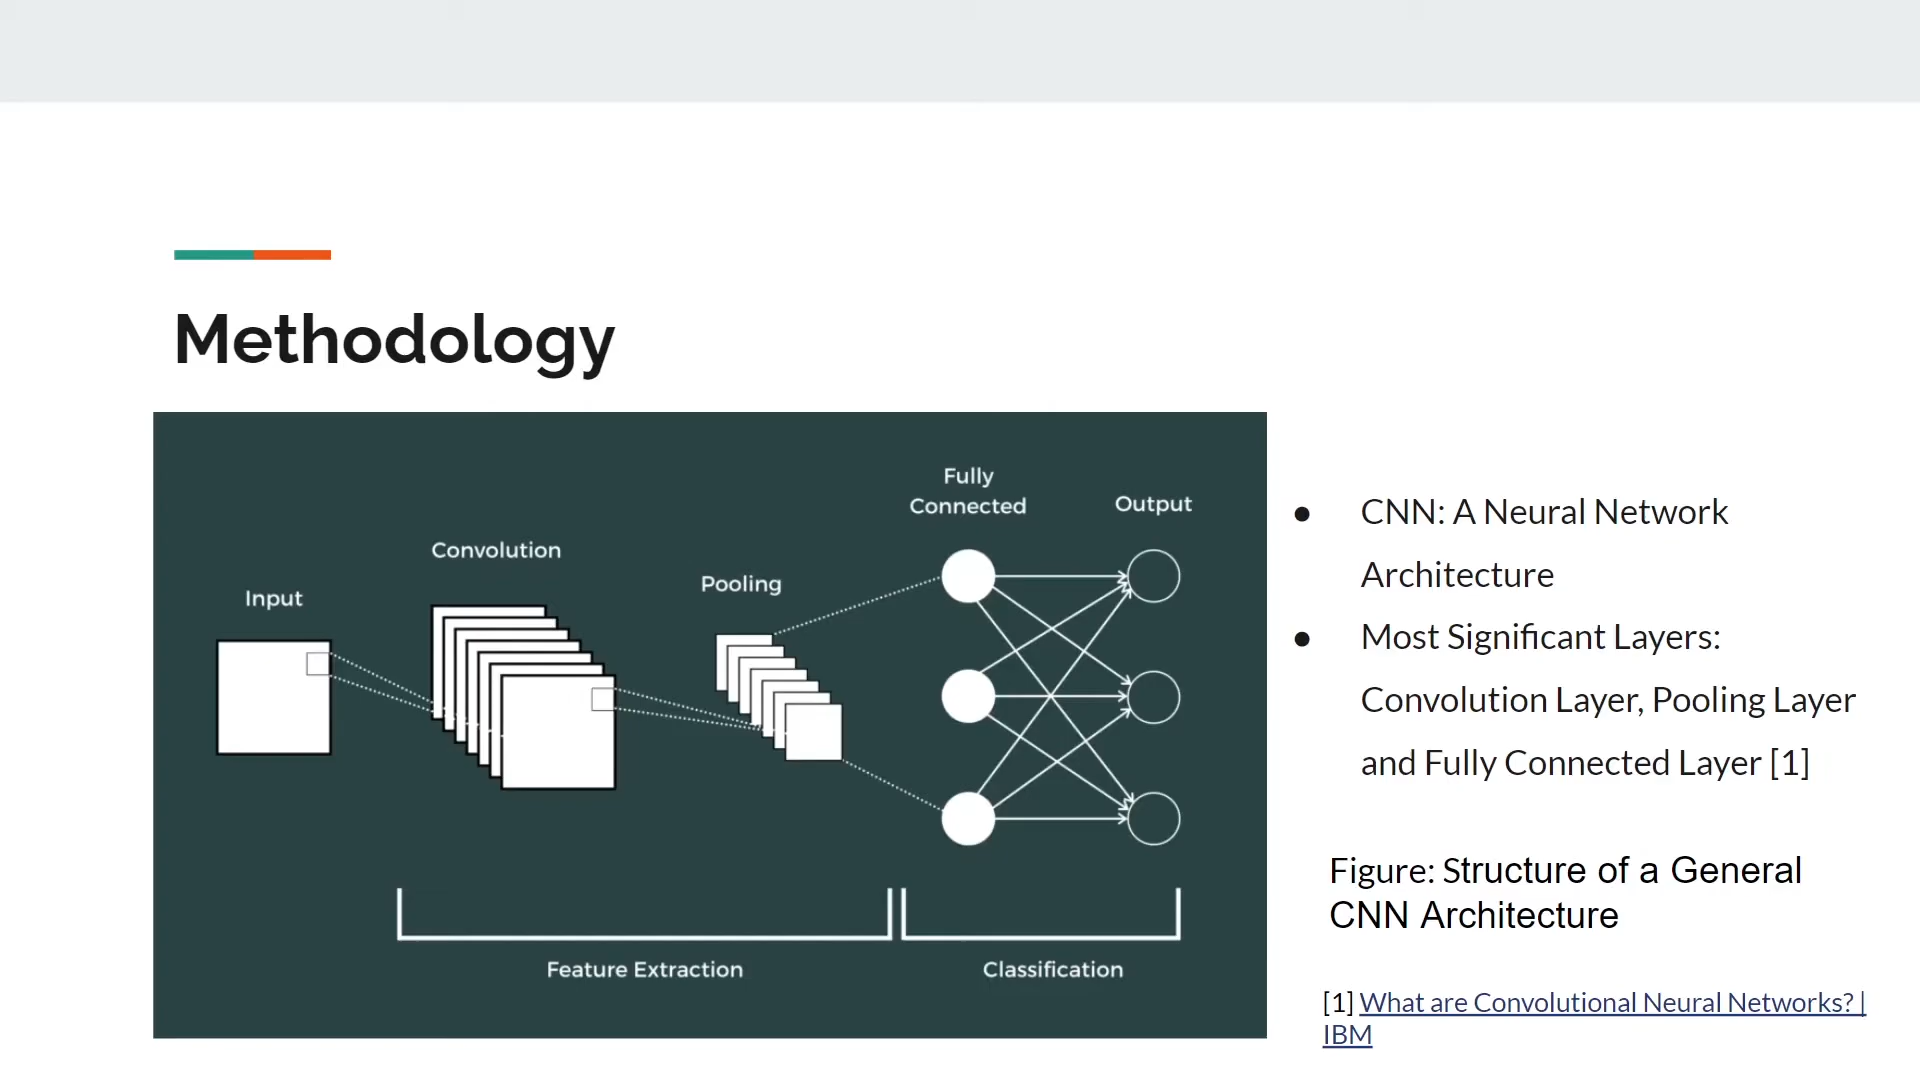 Methodology
Fully
Connected
Output
Convolution
Pooling
Input
Feature Extraction
Classification
● CNN: A Neural Network
Architecture
● Most Significant Layers:
Convolution Layer, Pooling Layer
and Fully Connected Layer [1]
Figure: Structure of a General
CNN Architecture
[1] What are Convolutional Neural Networks? |
IBM